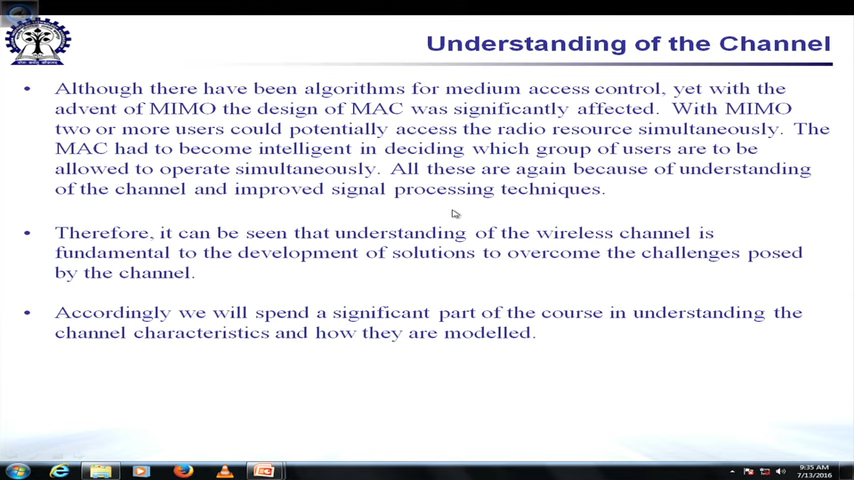 Understanding of the Channel
• Although there have been algorithms for medium access control, yet with the
advent of MIMO the design of MAC was significantly affected. With MIMO
two or more users could potentially access the radio resource simultaneously. The
MAC had to become intelligent in deciding which group of users are to be
allowed to operate simultaneously. All these are again because of understanding
of the channel and improved signal processing techniques.
• Therefore, it can be seen that understanding of the wireless channel is
fundamental to the development of solutions to overcome the challenges posed
by the channel.
• Accordingly we will spend a significant part of the course in understanding the
channel characteristics and how they are modelled.
9:35 AM
7/13/2016